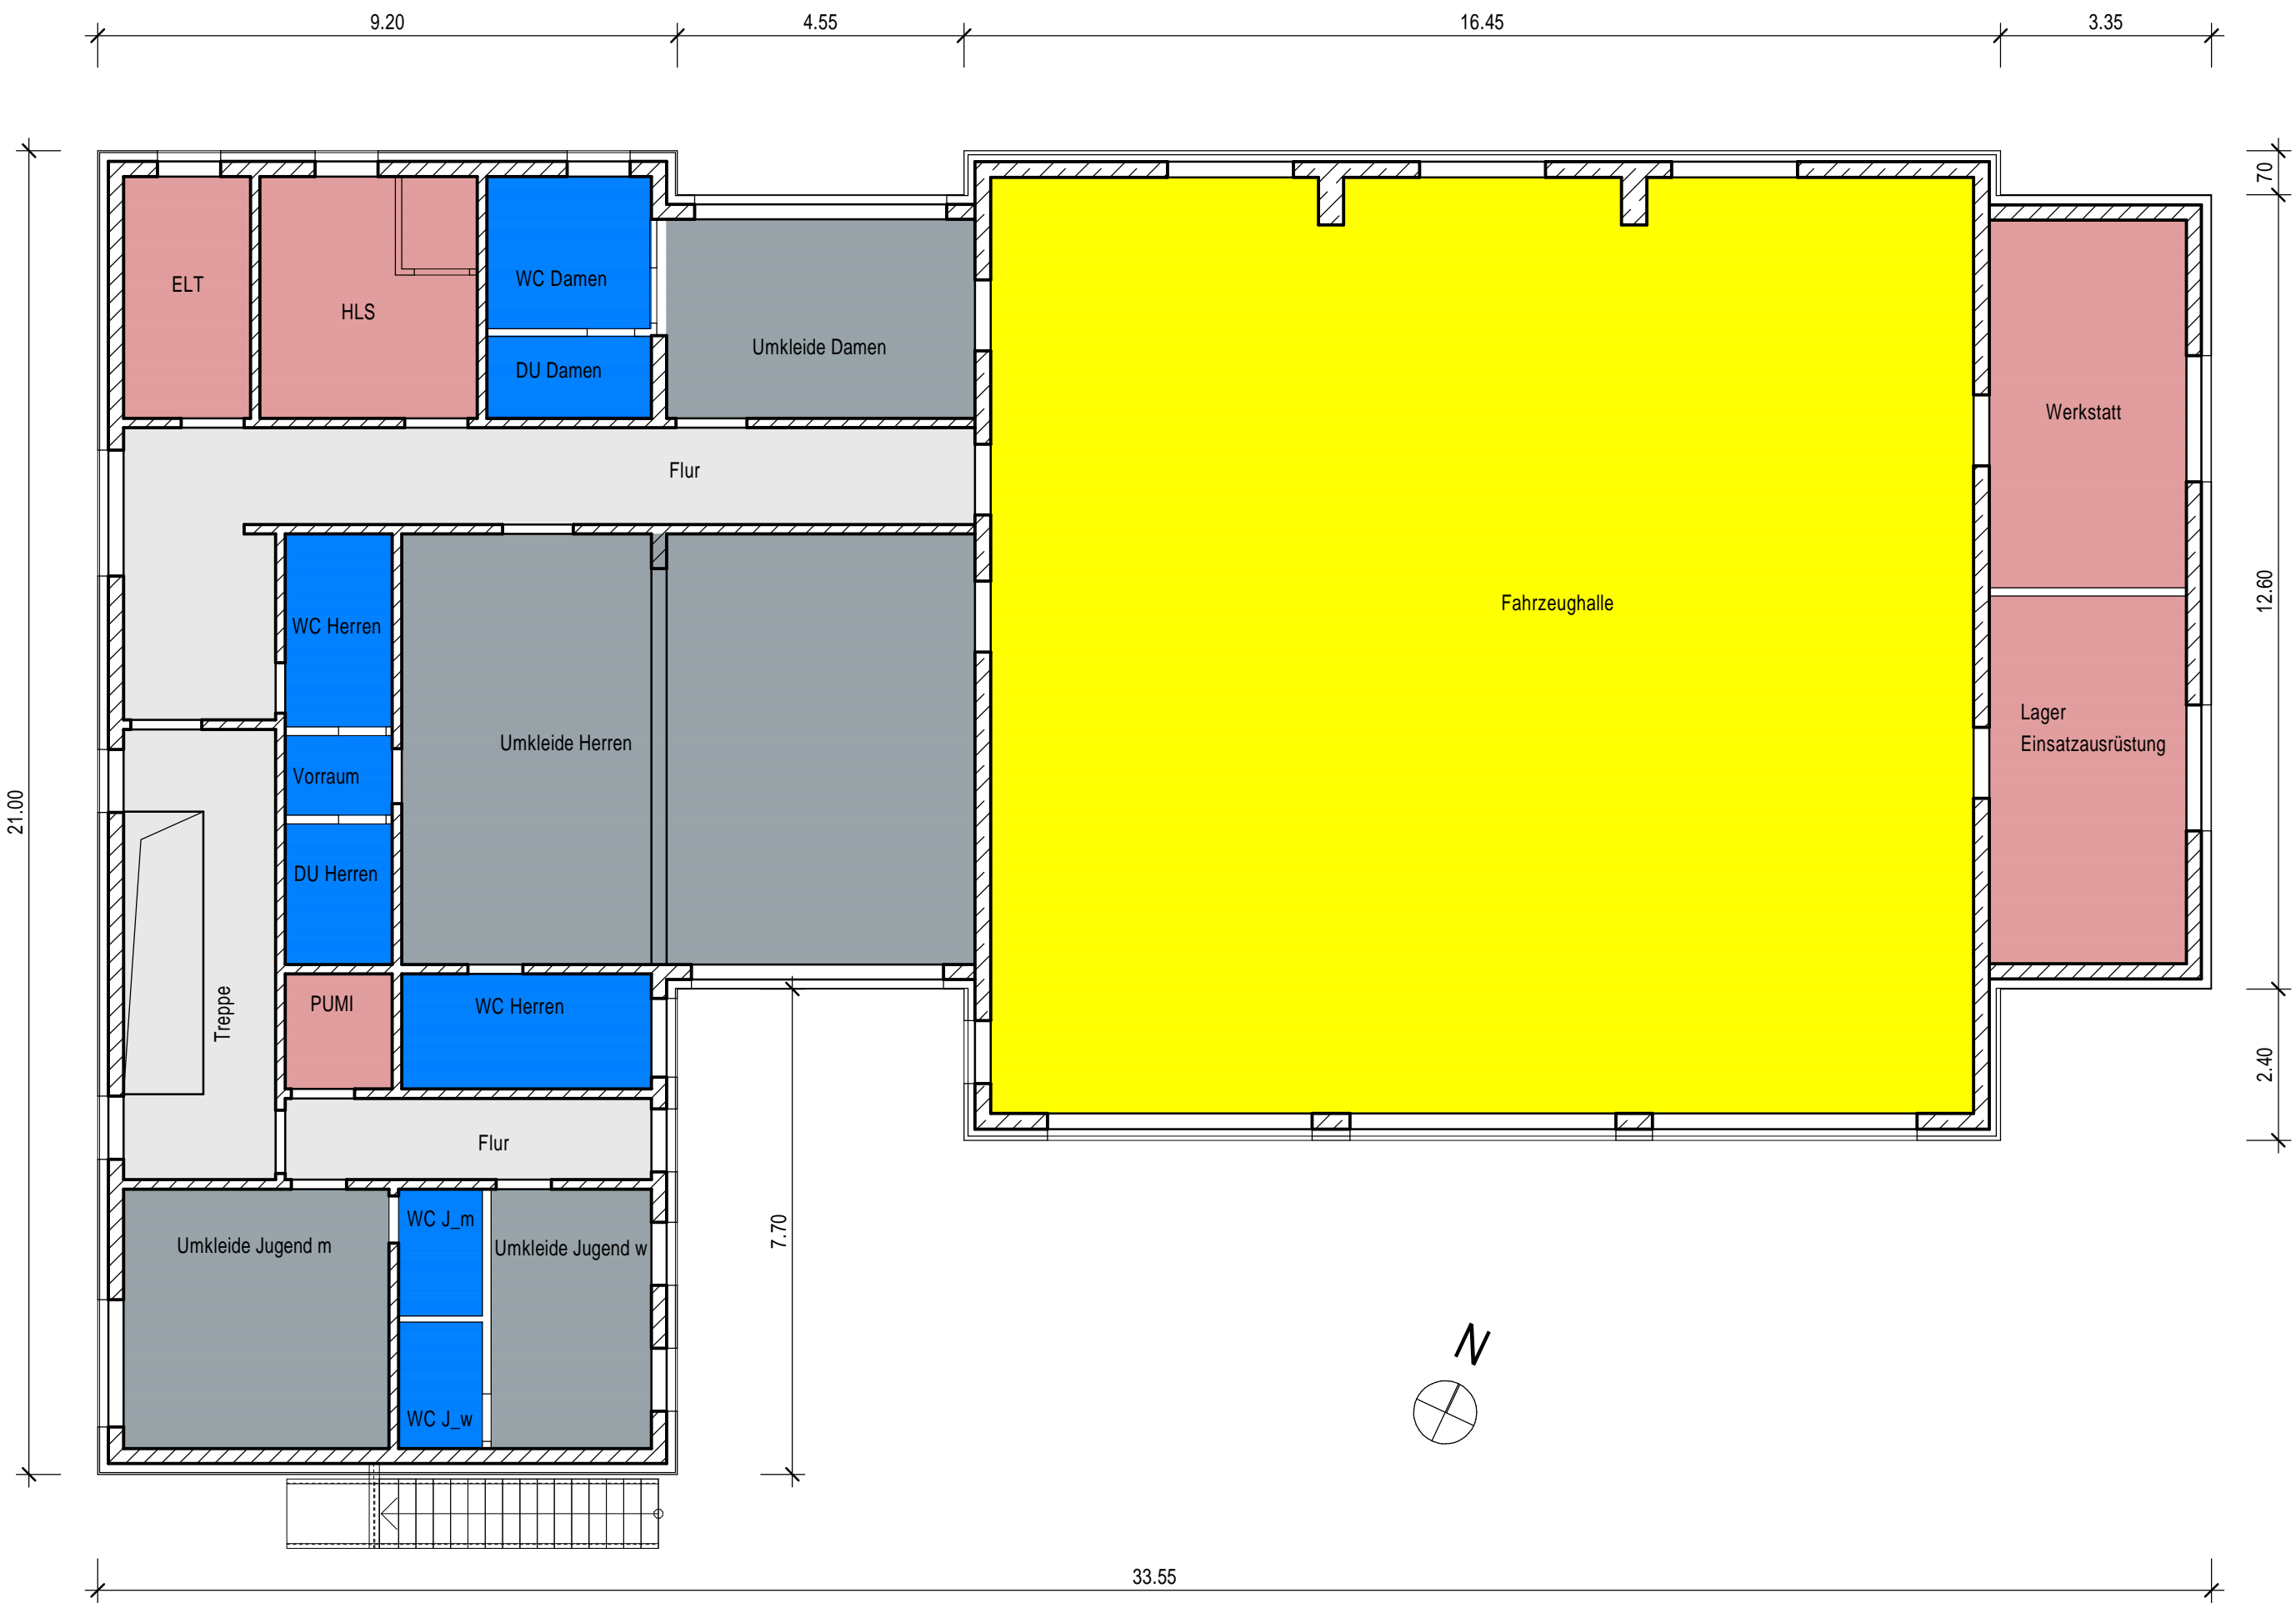 9.20
4.55
16.45
3.35
70
ELT
HLS
WC Damen
DU Damen
Umkleide Damen
Werkstatt
Flur
Fahrzeughalle
12.60
WC Herren
Umkleide Herren
Lager
Einsatzausrüstung
Vorraum
21.00
DU Herren
Treppe
PUMI
WC Herren
2.40
Flur
7.70
WC J_m
Umkleide Jugend m
Umkleide Jugend w
WC J_w
N
33.55